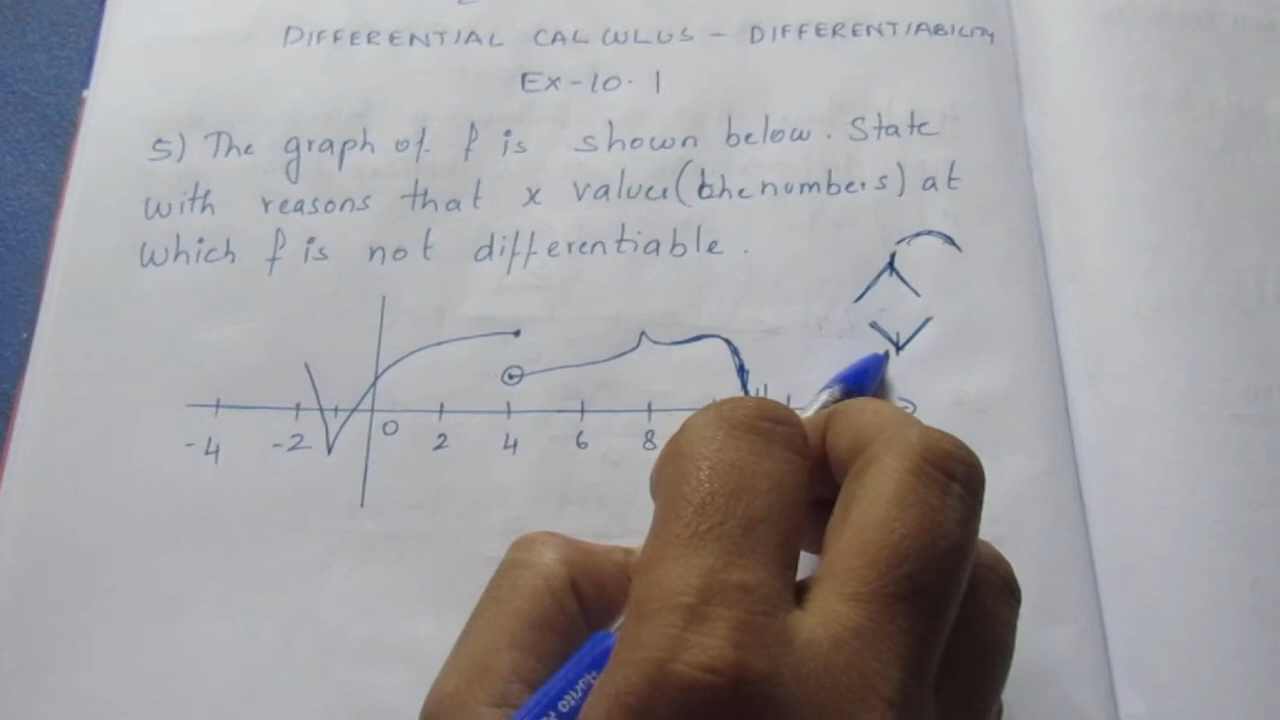 DIFFERENTIAL CALCULUS - DIFFERENTIABILITY
Ex-10.1
5) The graph of f is shown below. State
with reasons that x values (the numbers) at
which f is not differentiable.
-4 -2 0 2 4 6 8